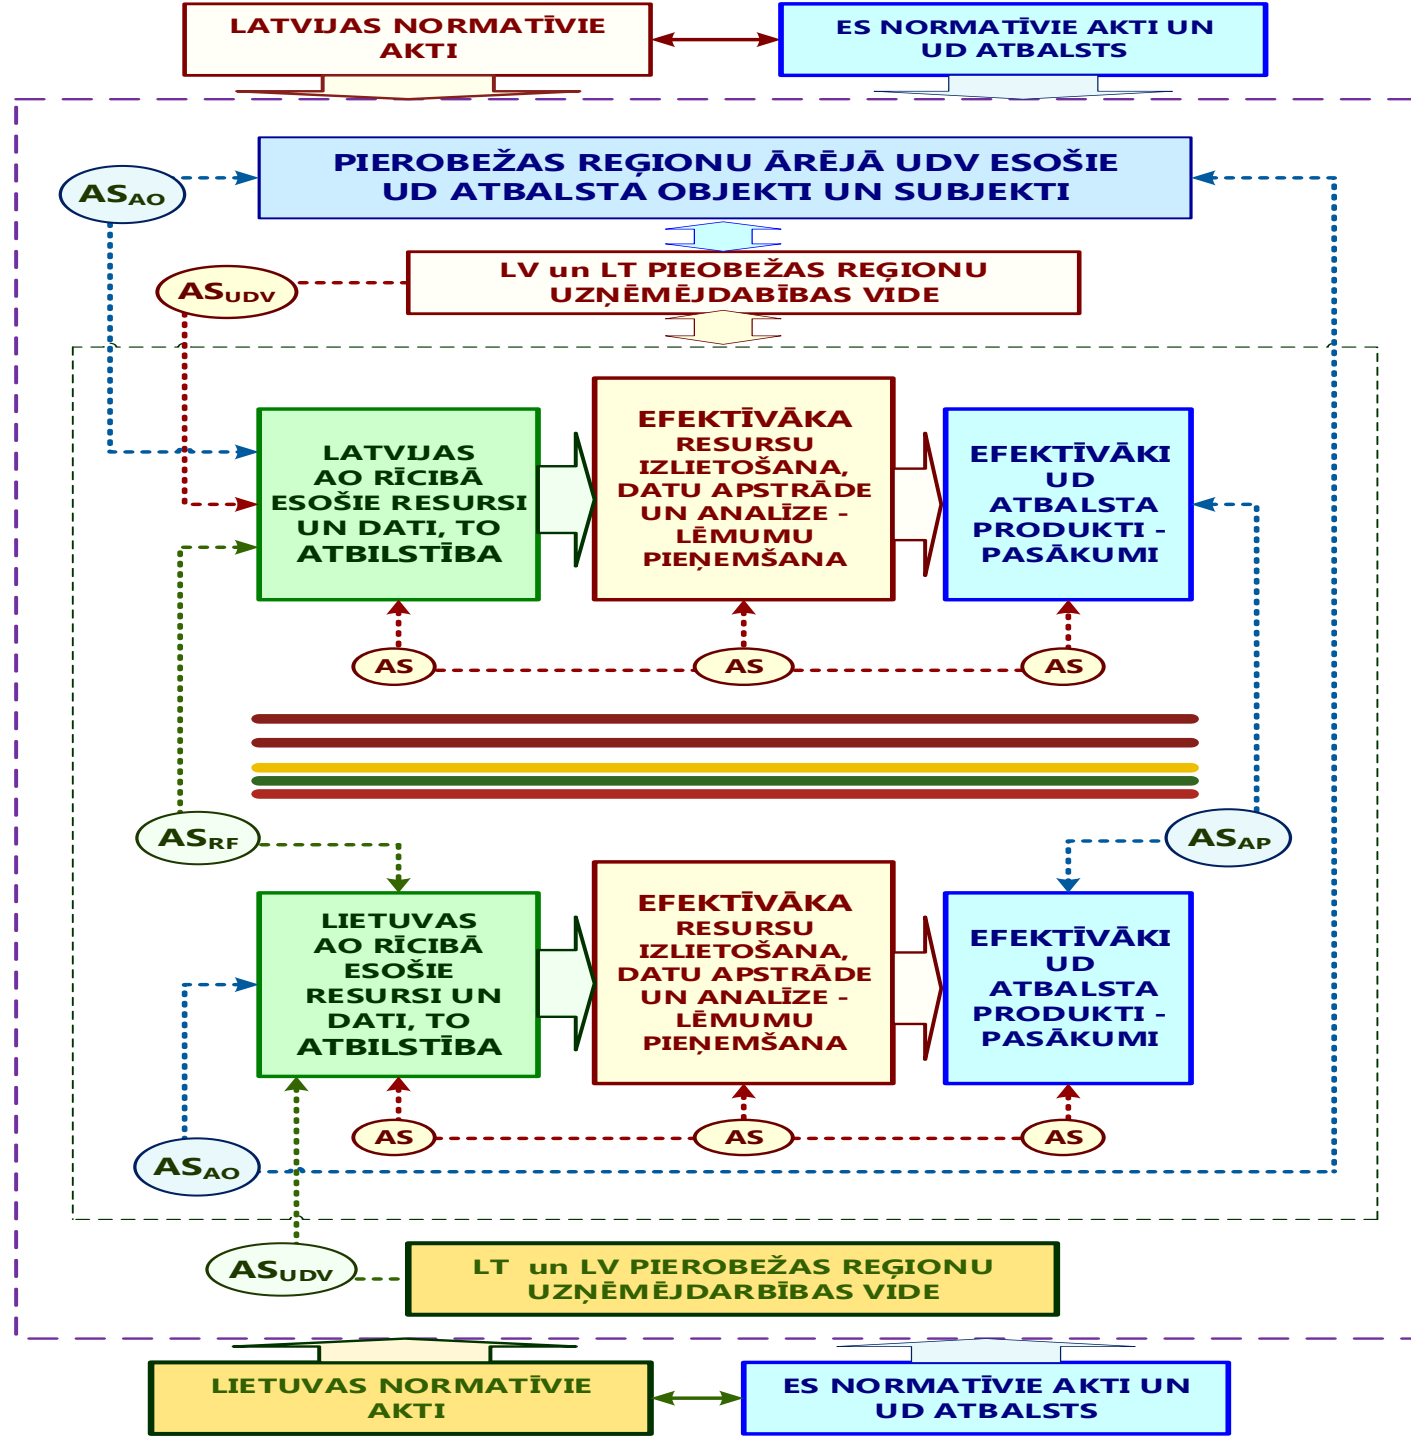 LATVIJAS NORMATĪVIE
AKTI
ES NORMATĪVIE AKTI UN
UD ATBALSTS
PIEROBEŽAS REĢIONU ĀRĒJĀ UDV ESOŠIE
UD ATBALSTA OBJEKTI UN SUBJEKTI
ASAO
LV un LT PIEOBEŽAS REĢIONU
UZŅĒMĒJDABĪBAS VIDE
ASUDV
LATVIJAS
AO RĪCIBĀ
ESOŠIE RESURSI
UN DATI, TO
ATBILSTĪBA
EFEKTĪVĀKA
RESURSU
IZLIETOŠANA,
DATU APSTRĀDE
UN ANALĪZE -
LĒMUMU
PIEŅEMŠANA
EFEKTĪVĀKI
UD
ATBALSTA
PRODUKTI -
PASĀKUMI
AS
AS
AS
ASRF
ASAP
LIETUVAS
AO RĪCIBĀ
ESOŠIE
RESURSI UN
DATI, TO
ATBILSTĪBA
EFEKTĪVĀKA
RESURSU
IZLIETOŠANA,
DATU APSTRĀDE
UN ANALĪZE -
LĒMUMU
PIEŅEMŠANA
EFEKTĪVĀKI
UD
ATBALSTA
PRODUKTI -
PASĀKUMI
AS
AS
AS
ASAO
ASUDV
LT un LV PIEROBEŽAS REĢIONU
UZŅĒMĒJDARBĪBAS VIDE
LIETUVAS NORMATĪVIE
AKTI
ES NORMATĪVIE AKTI UN
UD ATBALSTS